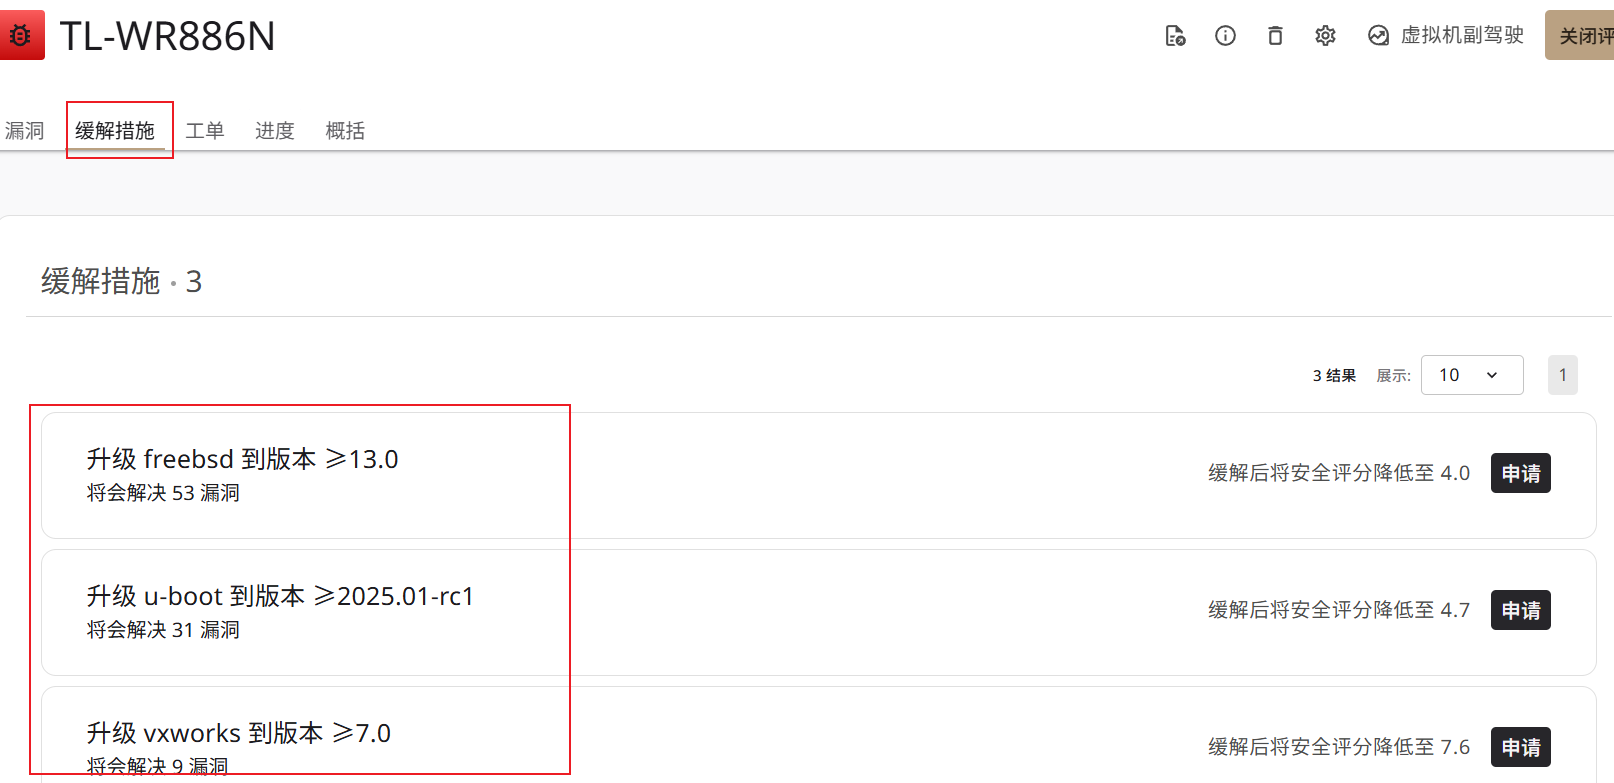 TL-WR886N
虚拟机副驾驶
关闭评
漏洞 缓解措施 工单 进度 概括
缓解措施 · 3
3 结果 展示: 10 1
升级 freebsd 到版本 ≥13.0
将会解决 53 漏洞
缓解后将安全评分降低至 4.0 申请
升级 u-boot 到版本 ≥2025.01-rc1
将会解决 31 漏洞
缓解后将安全评分降低至 4.7 申请
升级 vxworks 到版本 ≥7.0
将会解决 9 漏洞
缓解后将安全评分降低至 7.6 申请